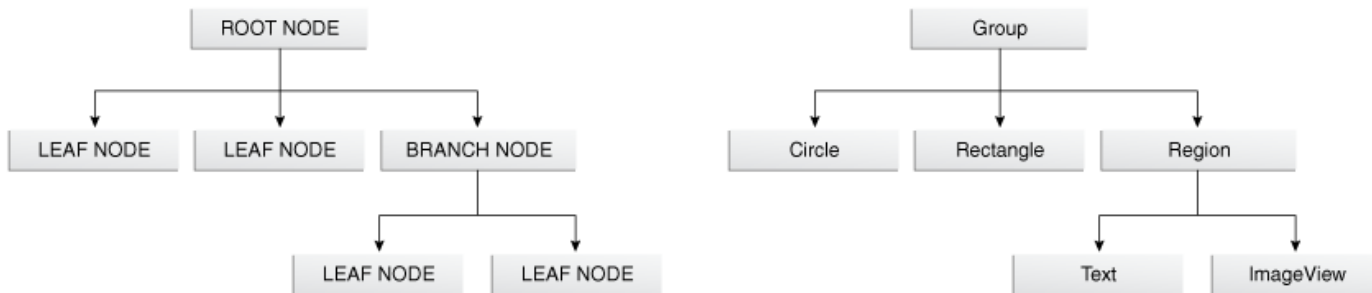 ROOT NODE
LEAF NODE
LEAF NODE
BRANCH NODE
LEAF NODE
LEAF NODE
Group
Circle
Rectangle
Region
Text
ImageView